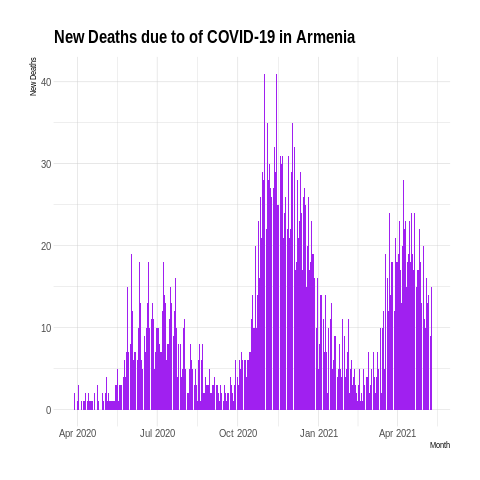 New Deaths due to of COVID-19 in Armenia
New Deaths
40
30
20
10
0
Apr 2020 Jul 2020 Oct 2020 Jan 2021 Apr 2021
Month